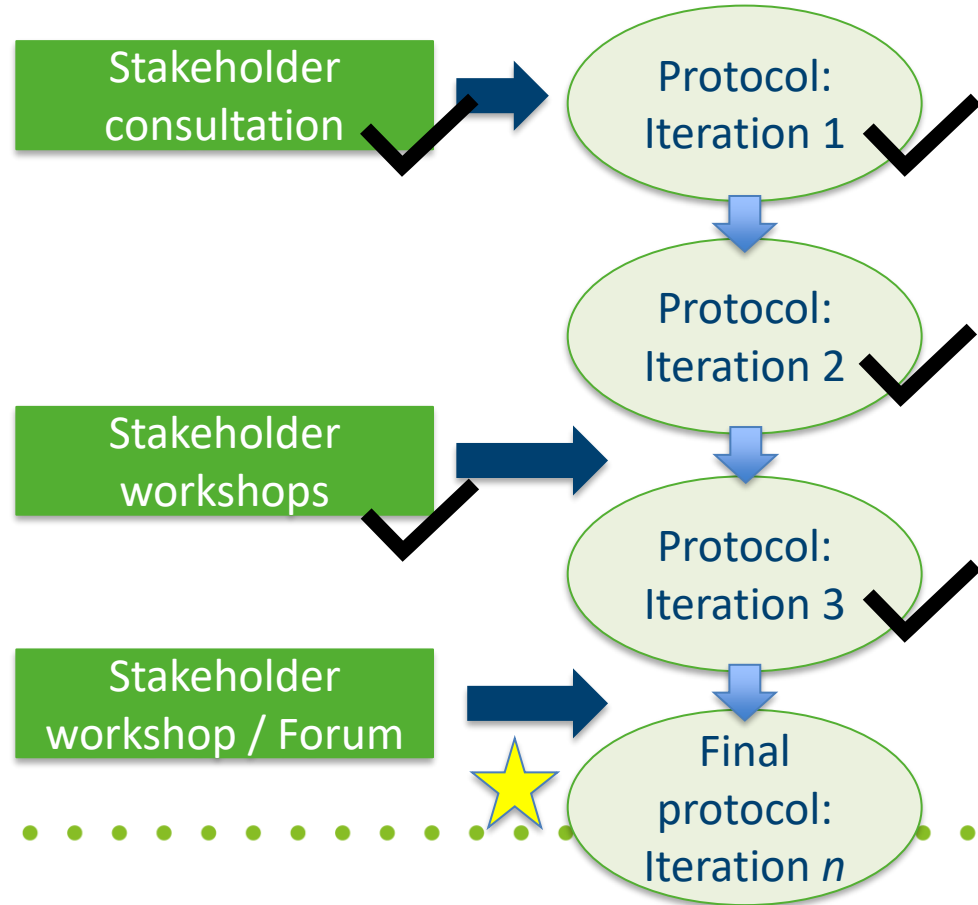 Stakeholder
consultation
Protocol:
Iteration 1
Protocol:
Iteration 2
Stakeholder
workshops
Protocol:
Iteration 3
Stakeholder
workshop / Forum
Final
protocol:
Iteration n